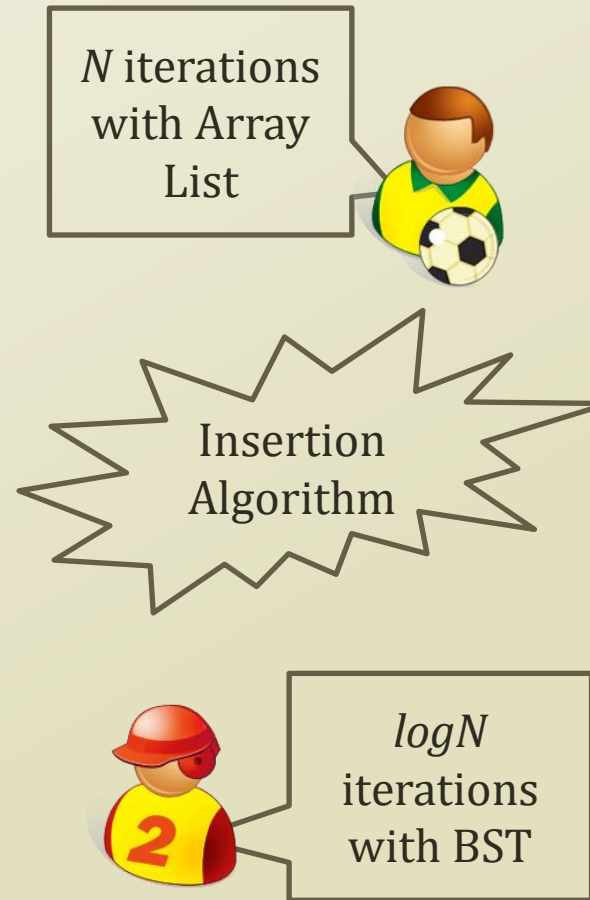 N iterations
with Array
List
Insertion
Algorithm
2
logN
iterations
with BST